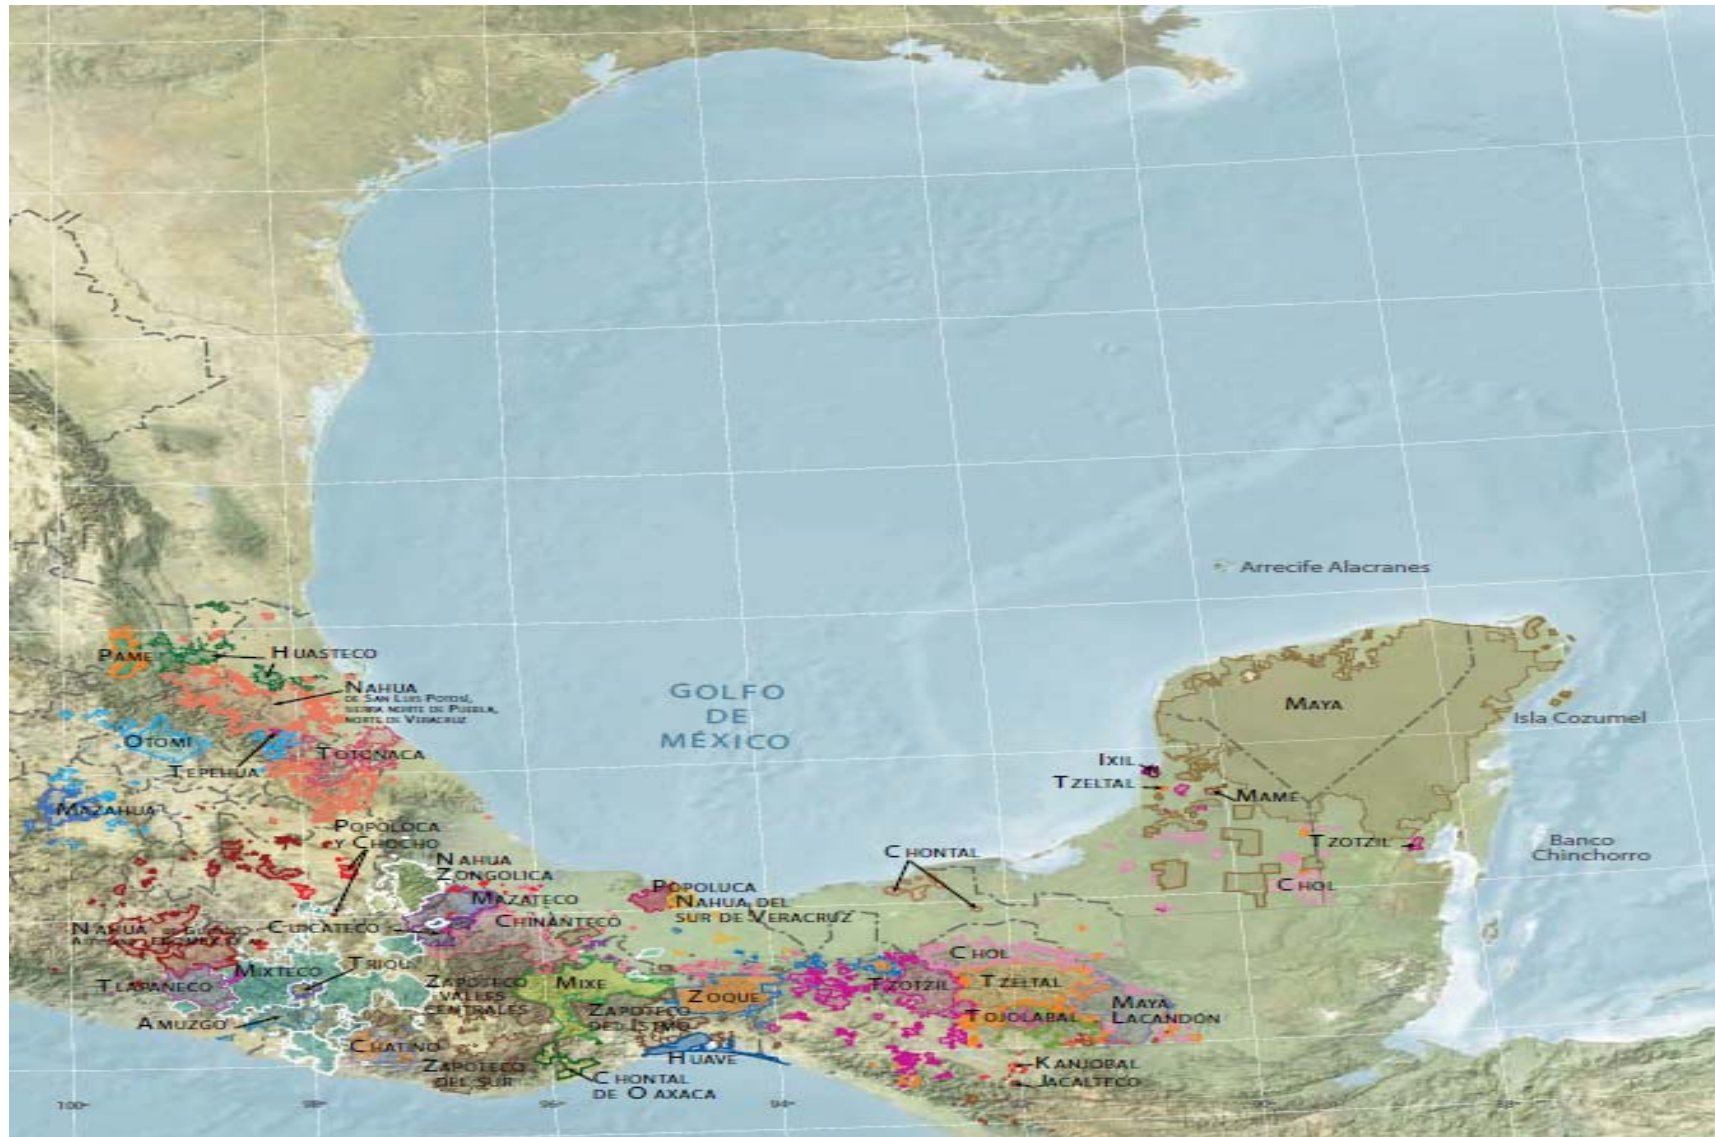 Arrecife Alacranes
PAME
HUASTECO
NAHUA
DE SAN LUIS POTOSÍ,
SIERRA NORTE DE PUEBLA,
NORTE DE VERACRUZ
GOLFO
DE
MÉXICO
MAYA
Isla Cozumel
OTOMÍ
TOTONACA
TEPEHUA
IXIL
TZELTAL
MAME
MAZAHUA
POPOLOCA
Y CHOCHO
TZOTZIL
Banco
Chinchorro
NAHUA
ZONGOLICA
CHONTAL
CHOL
MAZATECO
POPOLUCA
NAHUA DEL
SUR DE VERACRUZ
CHINANTECO
NAHUA
CUICATECO
CHOL
MIXTECO
TRIQUI
TLAPANECO
ZAPOTECO
VALLES
CENTRALES
MIXE
ZOQUE
TZOTZIL
TZELTAL
MAYA
LACANDÓN
AMUZGO
ZAPOTECO
DEL ISTMO
TOJOLABAL
CHATINO
HUAVE
ZAPOTECO
DEL SUR
KANJOBAL
JACALTECO
CHONTAL
DE OAXACA
100°
98°
96°
94°